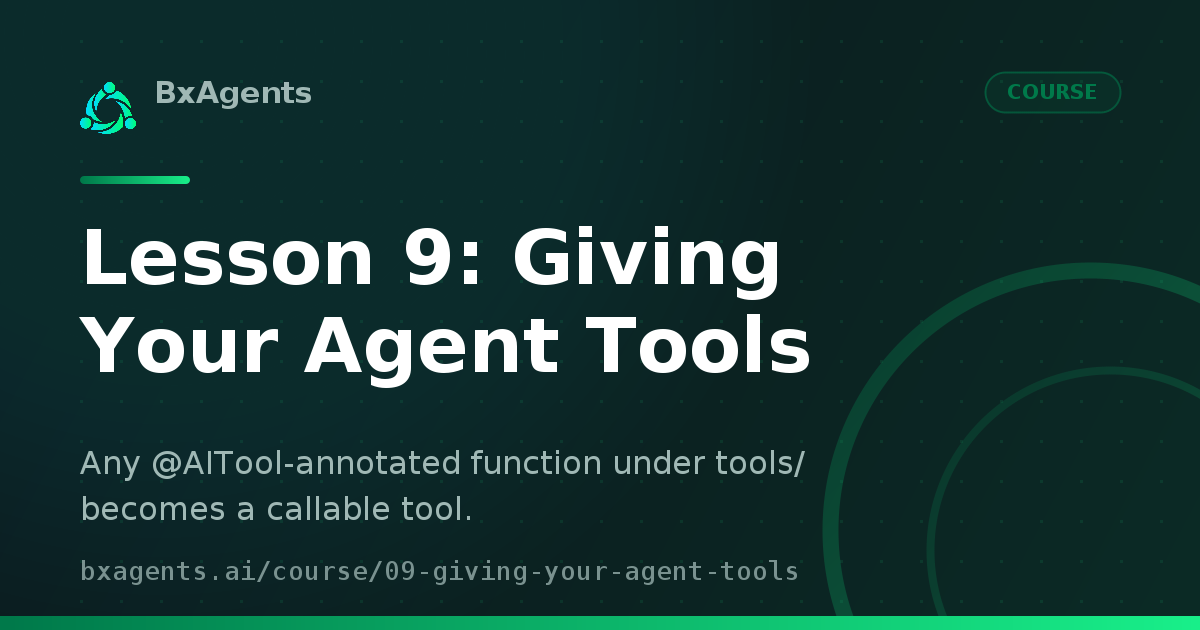 BxAgents
COURSE
Lesson 9: Giving
Your Agent Tools
Any @AITool-annotated function under tools/
becomes a callable tool.
bxagents.ai/course/09-giving-your-agent-tools